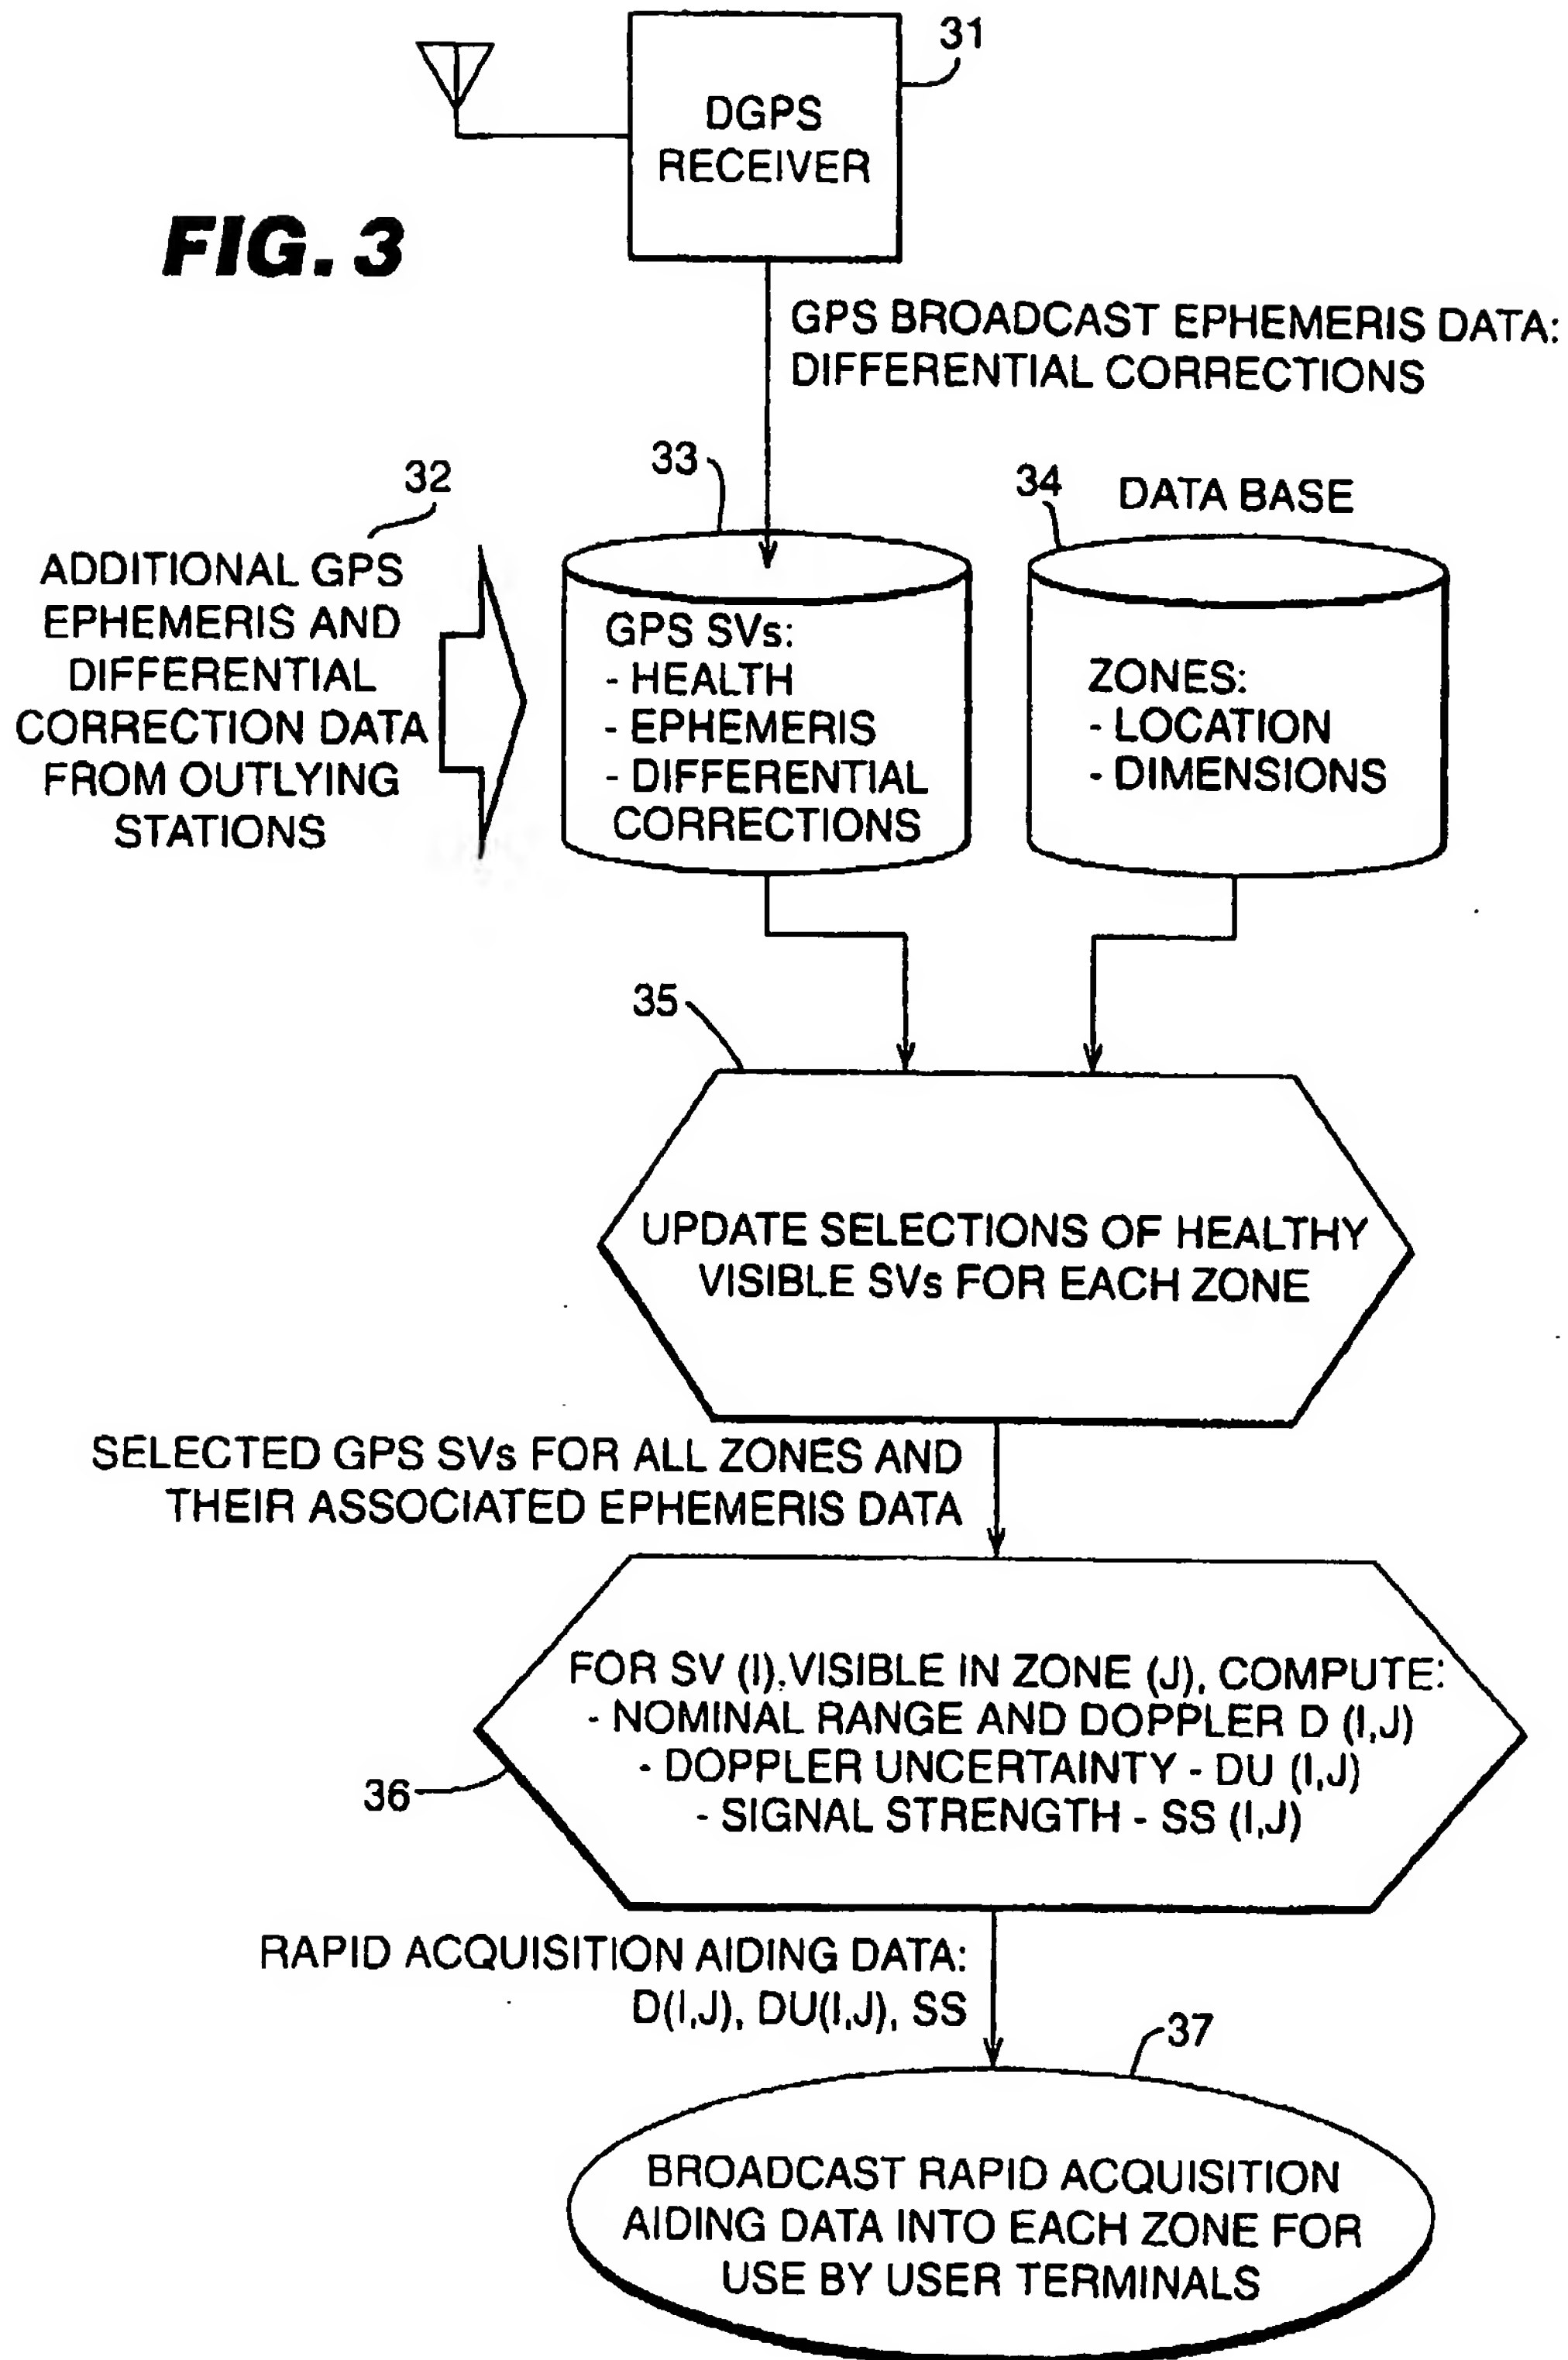 31
DGPS
RECEIVER
FIG. 3
GPS BROADCAST EPHEMERIS DATA:
DIFFERENTIAL CORRECTIONS
32
33
34
DATA BASE
ADDITIONAL GPS
EPHEMERIS AND
DIFFERENTIAL
CORRECTION DATA
FROM OUTLYING
STATIONS
GPS SVs:
- HEALTH
- EPHEMERIS
- DIFFERENTIAL
CORRECTIONS
ZONES:
- LOCATION
- DIMENSIONS
35
UPDATE SELECTIONS OF HEALTHY
VISIBLE SVs FOR EACH ZONE
SELECTED GPS SVs FOR ALL ZONES AND
THEIR ASSOCIATED EPHEMERIS DATA
FOR SV (I), VISIBLE IN ZONE (J), COMPUTE:
- NOMINAL RANGE AND DOPPLER D (I,J)
- DOPPLER UNCERTAINTY - DU (I,J)
- SIGNAL STRENGTH - SS (I,J)
36
RAPID ACQUISITION AIDING DATA:
D(I,J), DU(I,J), SS
37
BROADCAST RAPID ACQUISITION
AIDING DATA INTO EACH ZONE FOR
USE BY USER TERMINALS